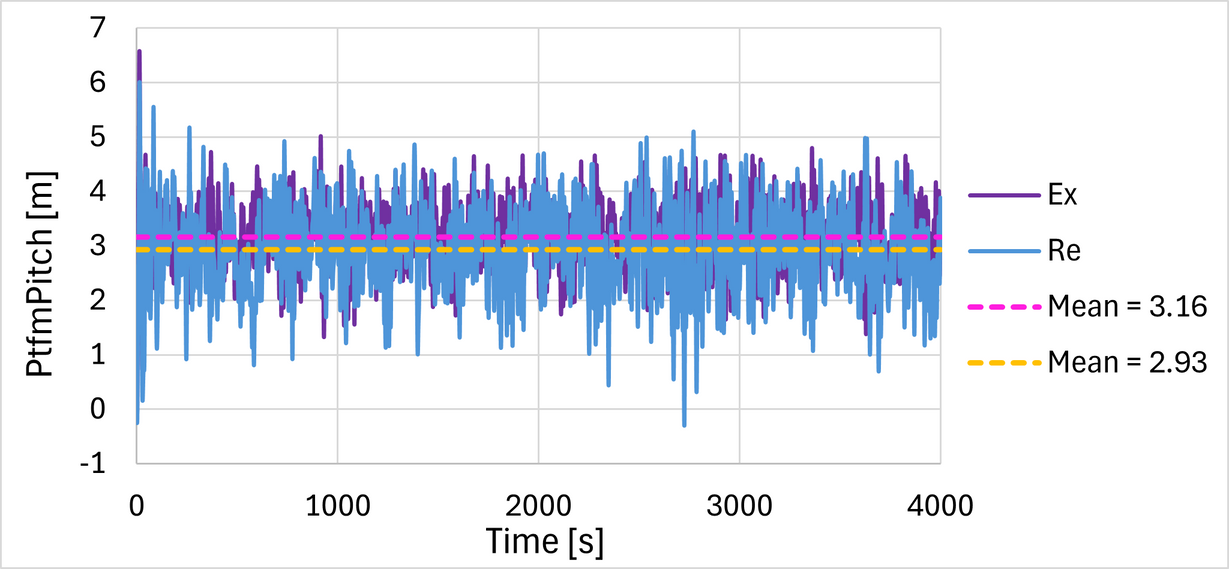 7
6
5
4
3
2
1
0
-1
PtfmPitch [m]
0 1000 2000 3000 4000
Time [s]
Ex
Re
Mean = 3.16
Mean = 2.93